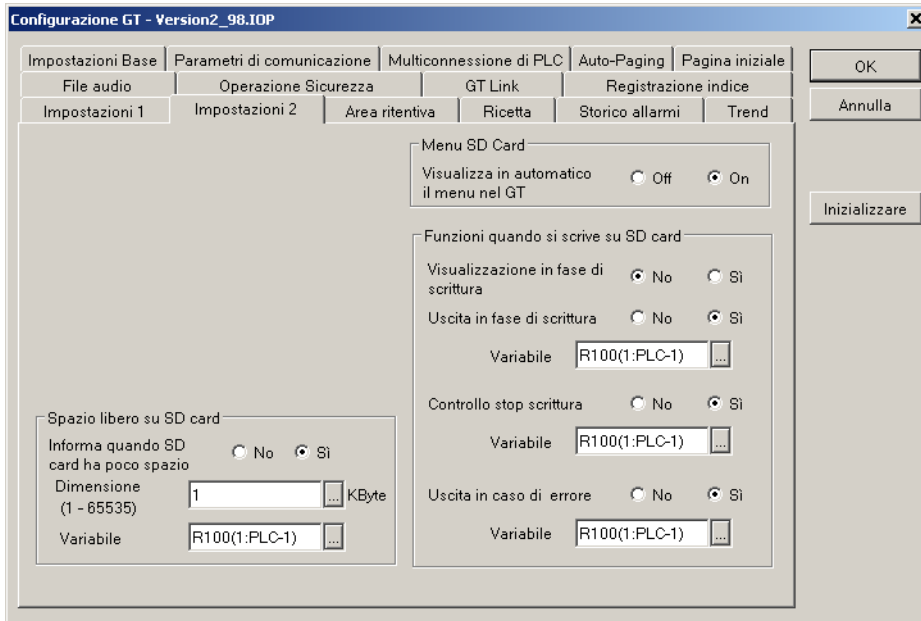 Configurazione GT - Version2_98.IOP
Impostazioni Base Parametri di comunicazione Multiconnessione di PLC Auto-Paging Pagina iniziale
File audio Operazione Sicurezza GT Link Registrazione indice
Impostazioni 1 Impostazioni 2 Area ritentiva Ricetta Storico allarmi Trend
OK
Annulla
Inizializzare
Menu SD Card
Visualizza in automatico
il menu nel GT
Off On
Funzioni quando si scrive su SD card
Visualizzazione in fase di
scrittura
No Sì
Uscita in fase di scrittura No Sì
Variabile R100(1:PLC-1) ...
Controllo stop scrittura No Sì
Variabile R100(1:PLC-1) ...
Uscita in caso di errore No Sì
Variabile R100(1:PLC-1) ...
Spazio libero su SD card
Informa quando SD
card ha poco spazio
No Sì
Dimensione
(1 - 65535)
1 ... KByte
Variabile R100(1:PLC-1) ...